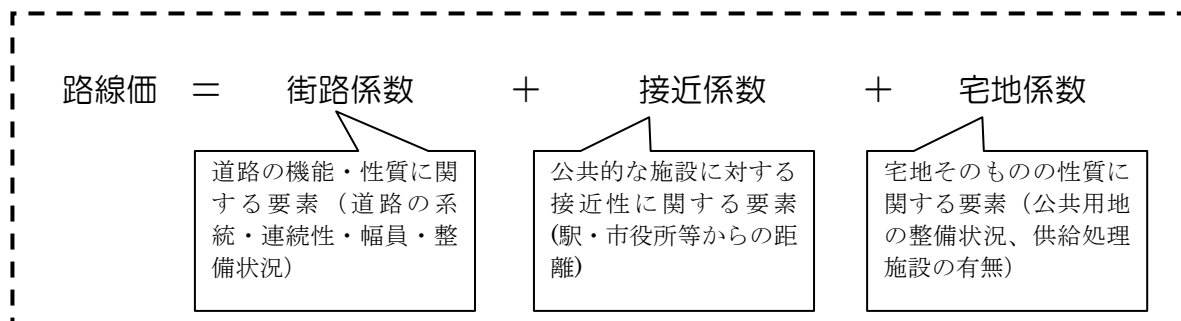 路線価 = 街路係数 + 接近係数 + 宅地係数
道路の機能・性質に関
する要素（道路の系
統・連続性・幅員・整
備状況）
公共的な施設に対する
接近性に関する要素
(駅・市役所等からの距
離)
宅地そのものの性質に
関する要素（公共用地
の整備状況、供給処理
施設の有無）